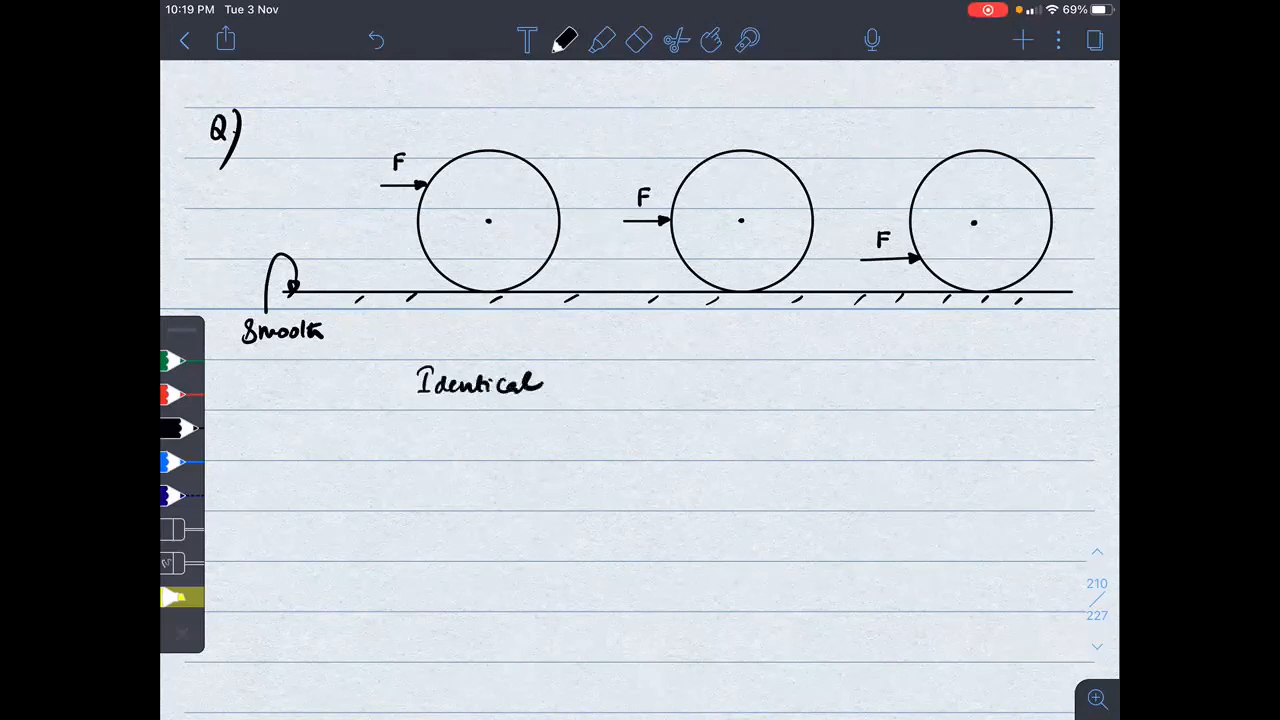 10:19 PM Tue 3 Nov
69%
T
Q)
F
F
F
Smooth
Identical
210
227